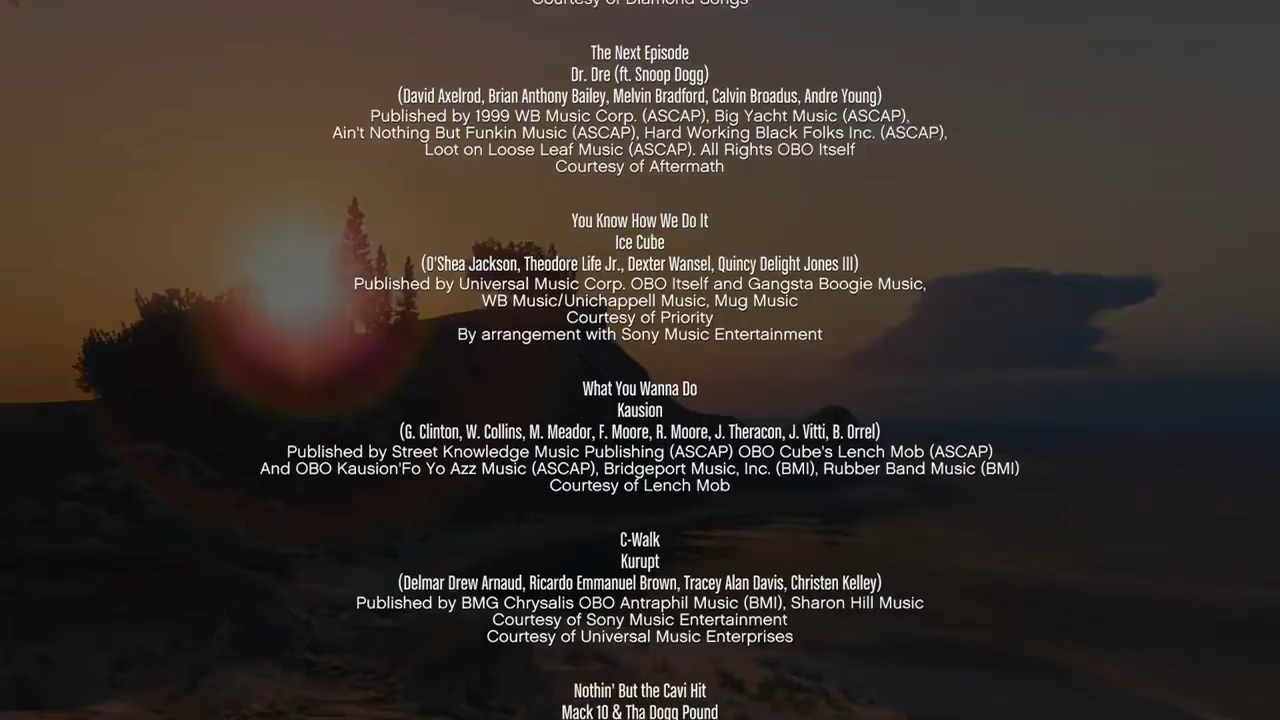 Courtesy of Diamond Songs
The Next Episode
Dr. Dre (ft. Snoop Dogg)
(David Axelrod, Brian Anthony Bailey, Melvin Bradford, Calvin Broadus, Andre Young)
Published by 1999 WB Music Corp. (ASCAP), Big Yacht Music (ASCAP),
Ain't Nothing But Funkin Music (ASCAP), Hard Working Black Folks Inc. (ASCAP),
Loot on Loose Leaf Music (ASCAP). All Rights OBO Itself
Courtesy of Aftermath
You Know How We Do It
Ice Cube
(O'Shea Jackson, Theodore Life Jr., Dexter Wansel, Quincy Delight Jones III)
Published by Universal Music Corp. OBO Itself and Gangsta Boogie Music,
WB Music/Unichappell Music, Mug Music
Courtesy of Priority
By arrangement with Sony Music Entertainment
What You Wanna Do
Kausion
(G. Clinton, W. Collins, M. Meador, F. Moore, R. Moore, J. Theracon, J. Vitti, B. Orrel)
Published by Street Knowledge Music Publishing (ASCAP) OBO Cube's Lench Mob (ASCAP)
And OBO Kausion'Fo Yo Azz Music (ASCAP), Bridgeport Music, Inc. (BMI), Rubber Band Music (BMI)
Courtesy of Lench Mob
C-Walk
Kurupt
(Delmar Drew Arnaud, Ricardo Emmanuel Brown, Tracey Alan Davis, Christen Kelley)
Published by BMG Chrysalis OBO Antraphil Music (BMI), Sharon Hill Music
Courtesy of Sony Music Entertainment
Courtesy of Universal Music Enterprises
Nothin' But the Cavi Hit
Mack 10 & Tha Dogg Pound